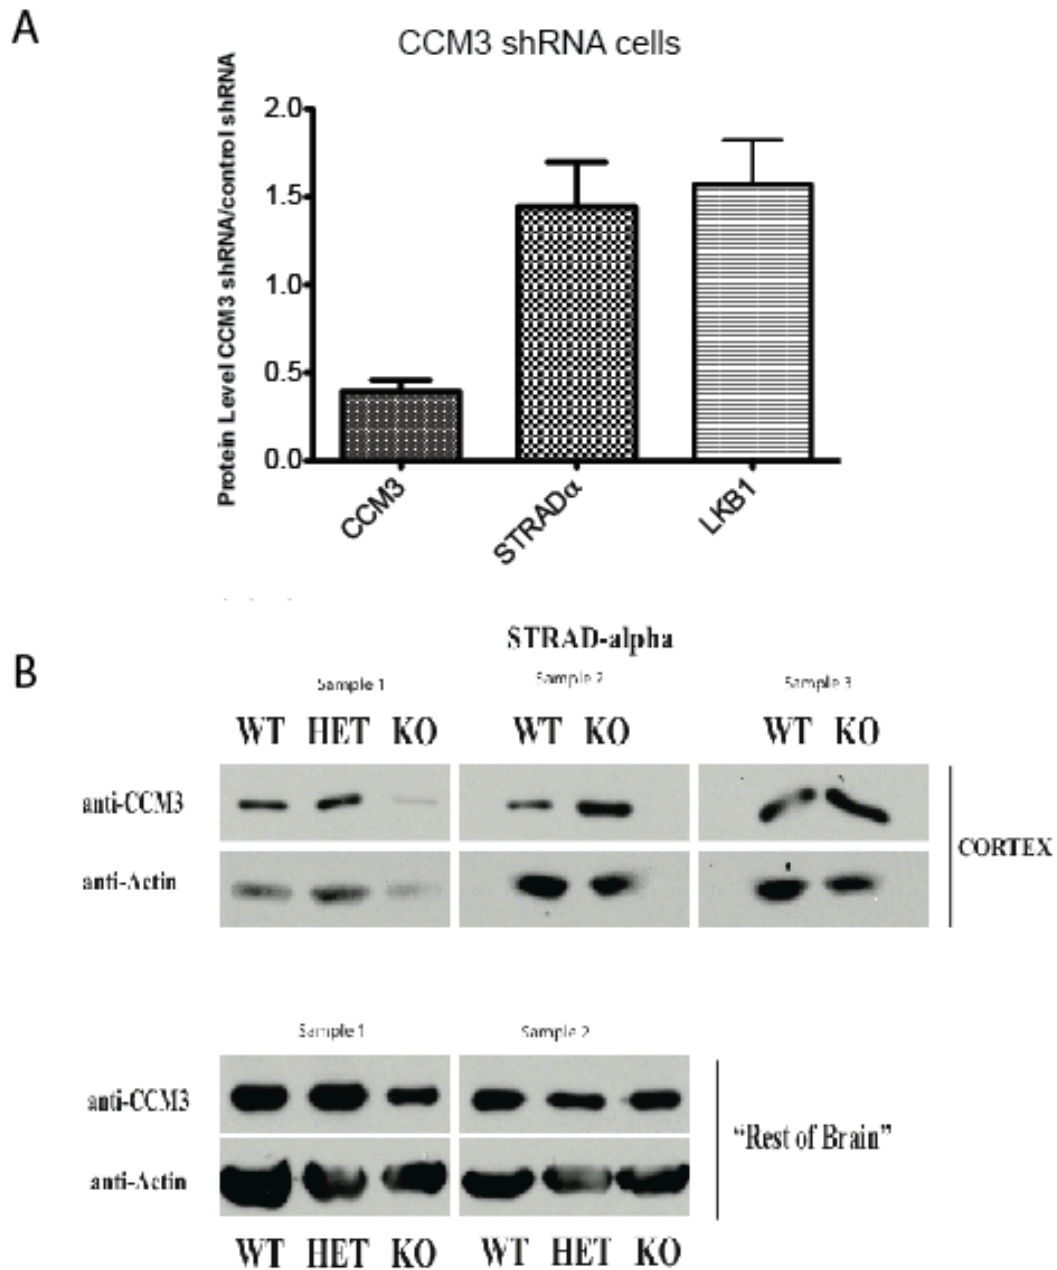 A
CCM3 shRNA cells
Protein Level CCM3 shRNA/control shRNA
2.0
1.5
1.0
0.5
0.0
CCM3
STRADα
LKB1
B
STRAD-alpha
Sample 1 Sample 2 Sample 3
WT HET KO WT KO WT KO
anti-CCM3
anti-Actin
CORTEX
Sample 1 Sample 2
anti-CCM3
anti-Actin
“Rest of Brain”
WT HET KO WT HET KO